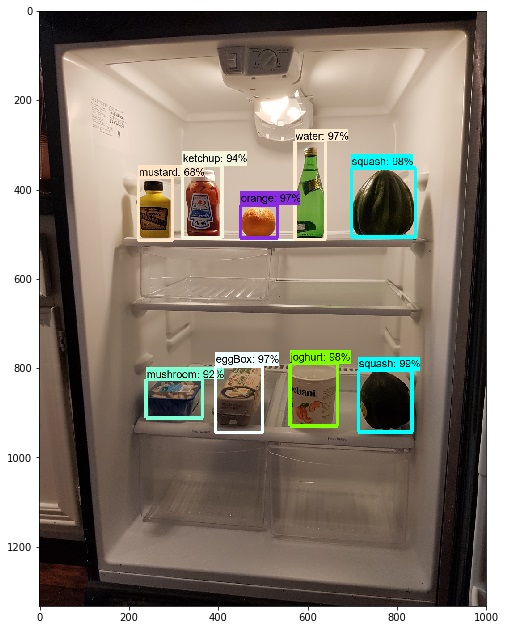 0
200
400
600
800
1000
1200
water: 97%
ketchup: 94%
squash: 98%
mustard: 68%
orange: 97%
joghurt: 98%
eggBox: 97%
squash: 99%
mushroom: 92%
0
200
400
600
800
1000